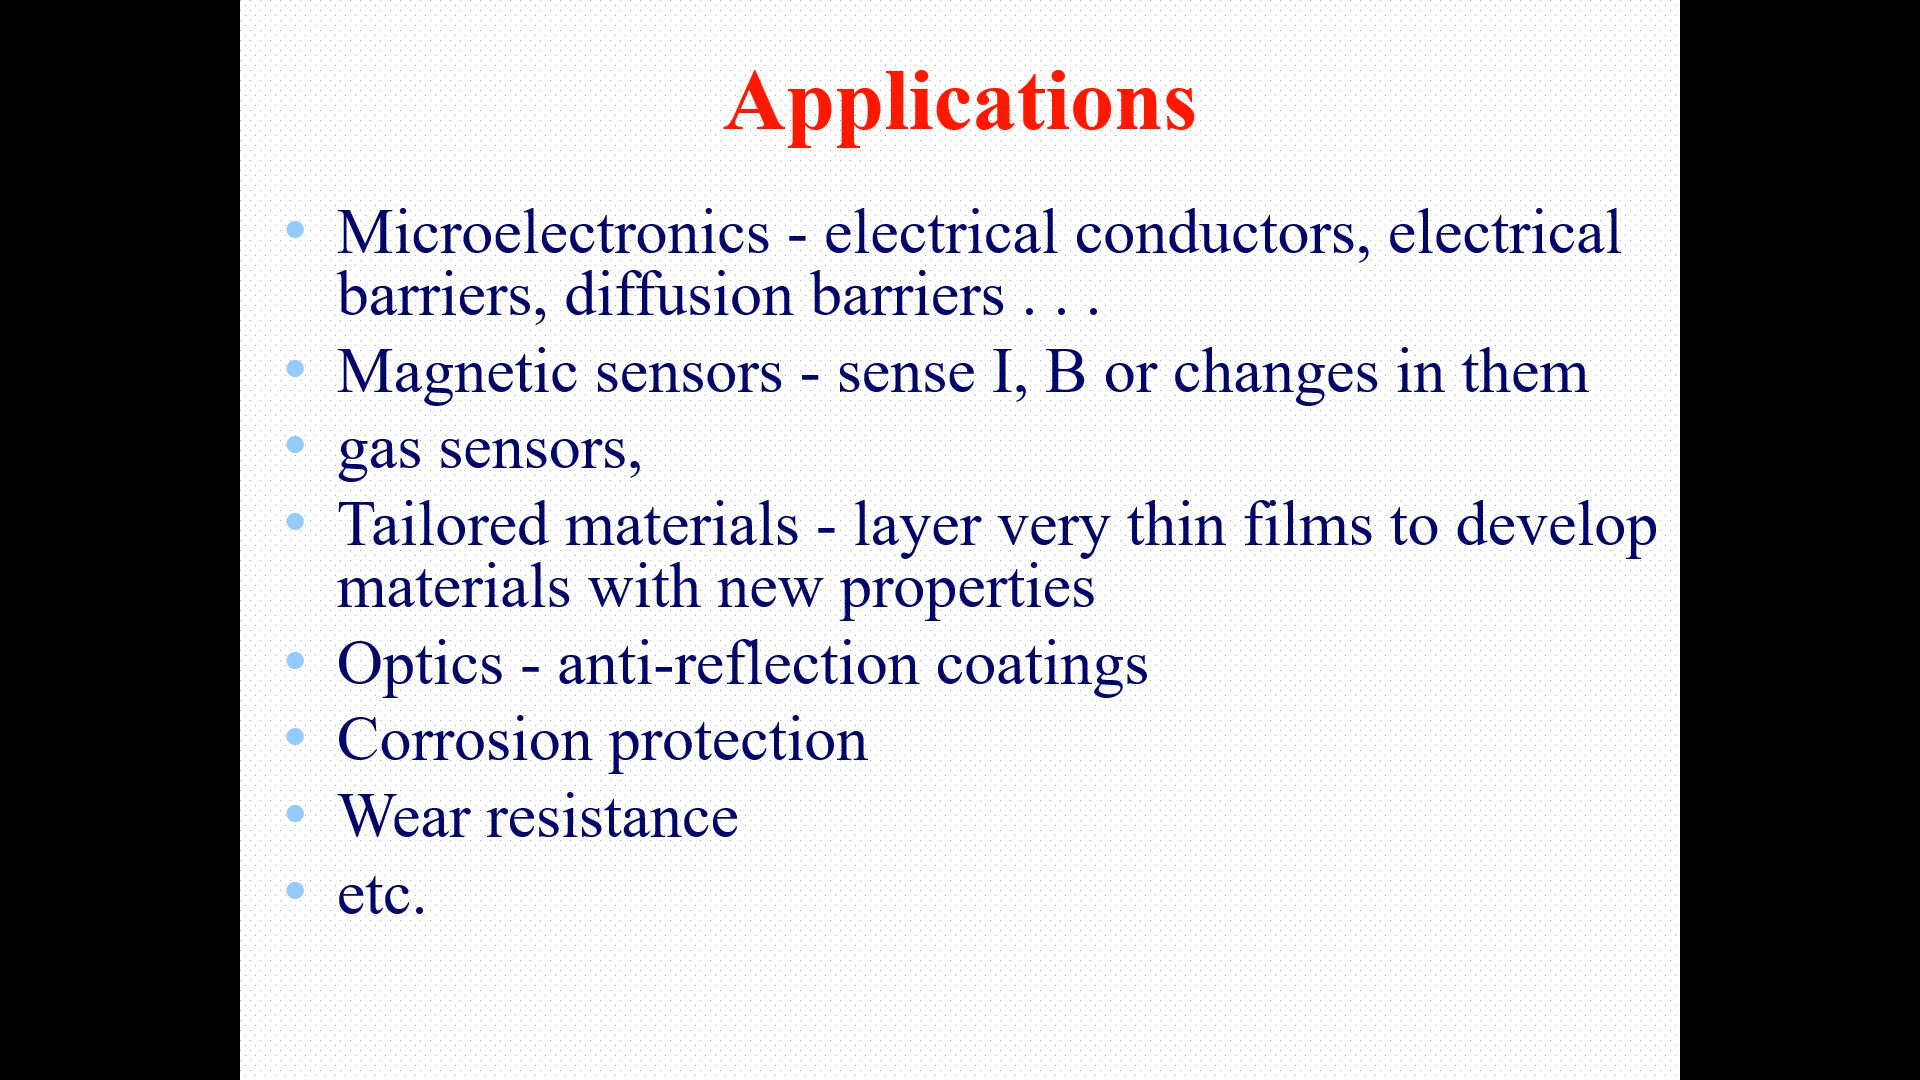 Applications
• Microelectronics - electrical conductors, electrical
barriers, diffusion barriers . . .
• Magnetic sensors - sense I, B or changes in them
• gas sensors,
• Tailored materials - layer very thin films to develop
materials with new properties
• Optics - anti-reflection coatings
• Corrosion protection
• Wear resistance
• etc.